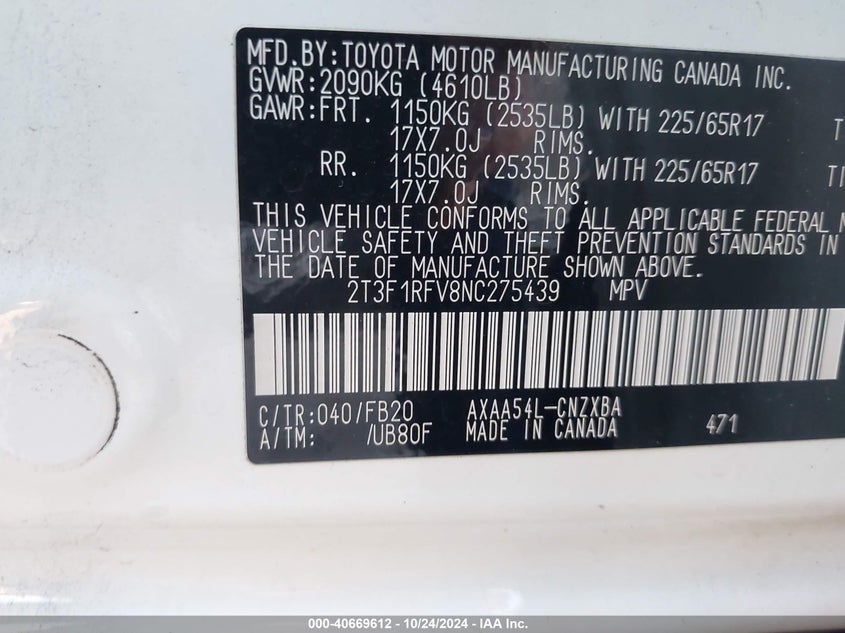 MFD.BY:TOYOTA MOTOR MANUFACTURING CANADA INC.
GVWR:2090KG (4610LB)
GAWR:FRT. 1150KG (2535LB) WITH 225/65R17
17X7.0J RIMS.
RR. 1150KG (2535LB) WITH 225/65R17
17X7.0J RIMS.
THIS VEHICLE CONFORMS TO ALL APPLICABLE FEDERAL
VEHICLE SAFETY AND THEFT PREVENTION STANDARDS IN
THE DATE OF MANUFACTURE SHOWN ABOVE.
2T3F1RFV8NC275439 MPV
C/TR:040/FB20 AXAA54L-CNZXBA
A/TM: /UB80F MADE IN CANADA 471
000-40669612 - 10/24/2024 - IAA Inc.